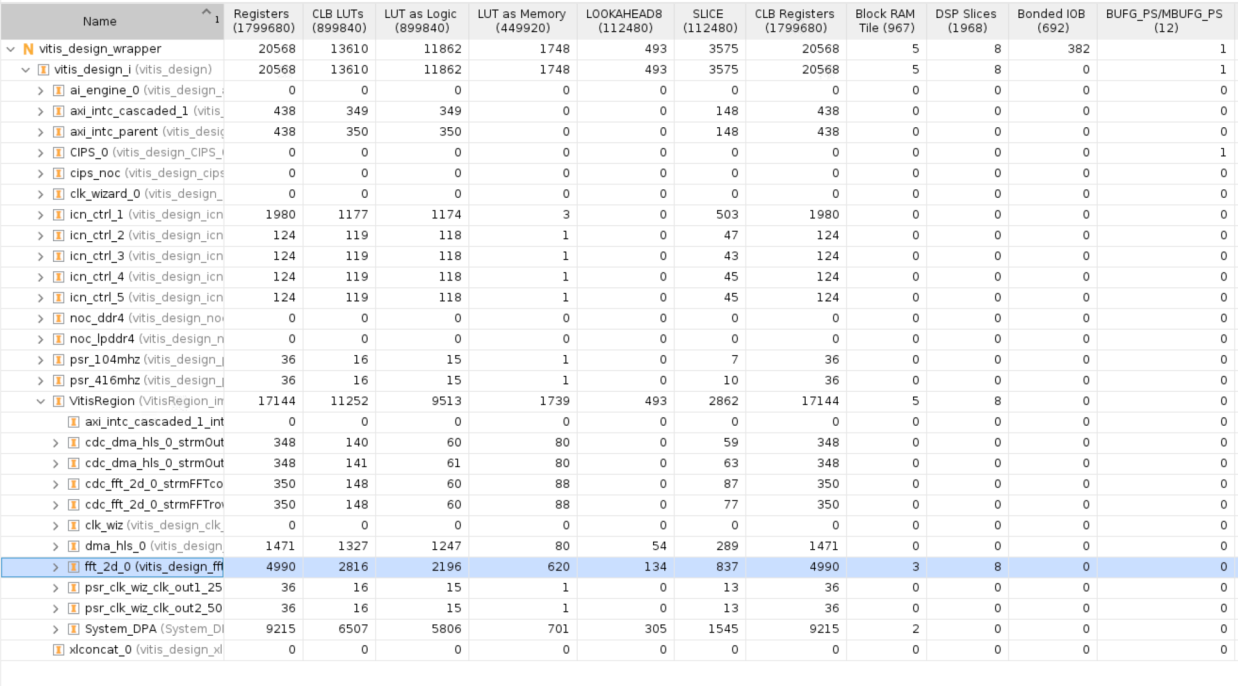 Name 1 Registers (1799680) CLB LUTs (899840) LUT as Logic (899840) LUT as Memory (449920) LOOKAHEAD8 (112480) SLICE (112480) CLB Registers (1799680) Block RAM Tile (967) DSP Slices (1968) Bonded IOB (692) BUFG_PS/MBUFG_PS (12)
N vitis_design_wrapper 20568 13610 11862 1748 493 3575 20568 5 8 382 1
vitis_design_i (vitis_design) 20568 13610 11862 1748 493 3575 20568 5 8 0 1
ai_engine_0 (vitis_design_ 0 0 0 0 0 0 0 0 0 0 0
axi_intc_cascaded_1 (vitis_ 438 349 349 0 0 148 438 0 0 0 0
axi_intc_parent (vitis_desig 438 350 350 0 0 148 438 0 0 0 0
CIPS_0 (vitis_design_CIPS_ 0 0 0 0 0 0 0 0 0 0 1
cips_noc (vitis_design_cips 0 0 0 0 0 0 0 0 0 0 0
clk_wizard_0 (vitis_design_ 0 0 0 0 0 0 0 0 0 0 0
icn_ctrl_1 (vitis_design_icn 1980 1177 1174 3 0 503 1980 0 0 0 0
icn_ctrl_2 (vitis_design_icn 124 119 118 1 0 47 124 0 0 0 0
icn_ctrl_3 (vitis_design_icn 124 119 118 1 0 43 124 0 0 0 0
icn_ctrl_4 (vitis_design_icn 124 119 118 1 0 45 124 0 0 0 0
icn_ctrl_5 (vitis_design_icn 124 119 118 1 0 45 124 0 0 0 0
noc_ddr4 (vitis_design_no 0 0 0 0 0 0 0 0 0 0 0
noc_lpddr4 (vitis_design_n 0 0 0 0 0 0 0 0 0 0 0
psr_104mhz (vitis_design_p 36 16 15 1 0 7 36 0 0 0 0
psr_416mhz (vitis_design_p 36 16 15 1 0 10 36 0 0 0 0
VitisRegion (VitisRegion_im 17144 11252 9513 1739 493 2862 17144 5 8 0 0
axi_intc_cascaded_1_int 0 0 0 0 0 0 0 0 0 0 0
cdc_dma_hls_0_strmOut 348 140 60 80 0 59 348 0 0 0 0
cdc_dma_hls_0_strmOut 348 141 61 80 0 63 348 0 0 0 0
cdc_fft_2d_0_strmFFTco 350 148 60 88 0 87 350 0 0 0 0
cdc_fft_2d_0_strmFFTrow 350 148 60 88 0 77 350 0 0 0 0
clk_wiz (vitis_design_clk_ 0 0 0 0 0 0 0 0 0 0 0
dma_hls_0 (vitis_design_ 1471 1327 1247 80 54 289 1471 0 0 0 0
fft_2d_0 (vitis_design_fft 4990 2816 2196 620 134 837 4990 3 8 0 0
psr_clk_wiz_clk_out1_25 36 16 15 1 0 13 36 0 0 0 0
psr_clk_wiz_clk_out2_50 36 16 15 1 0 13 36 0 0 0 0
System_DPA (System_D 9215 6507 5806 701 305 1545 9215 2 0 0 0
xlconcat_0 (vitis_design_xl 0 0 0 0 0 0 0 0 0 0 0